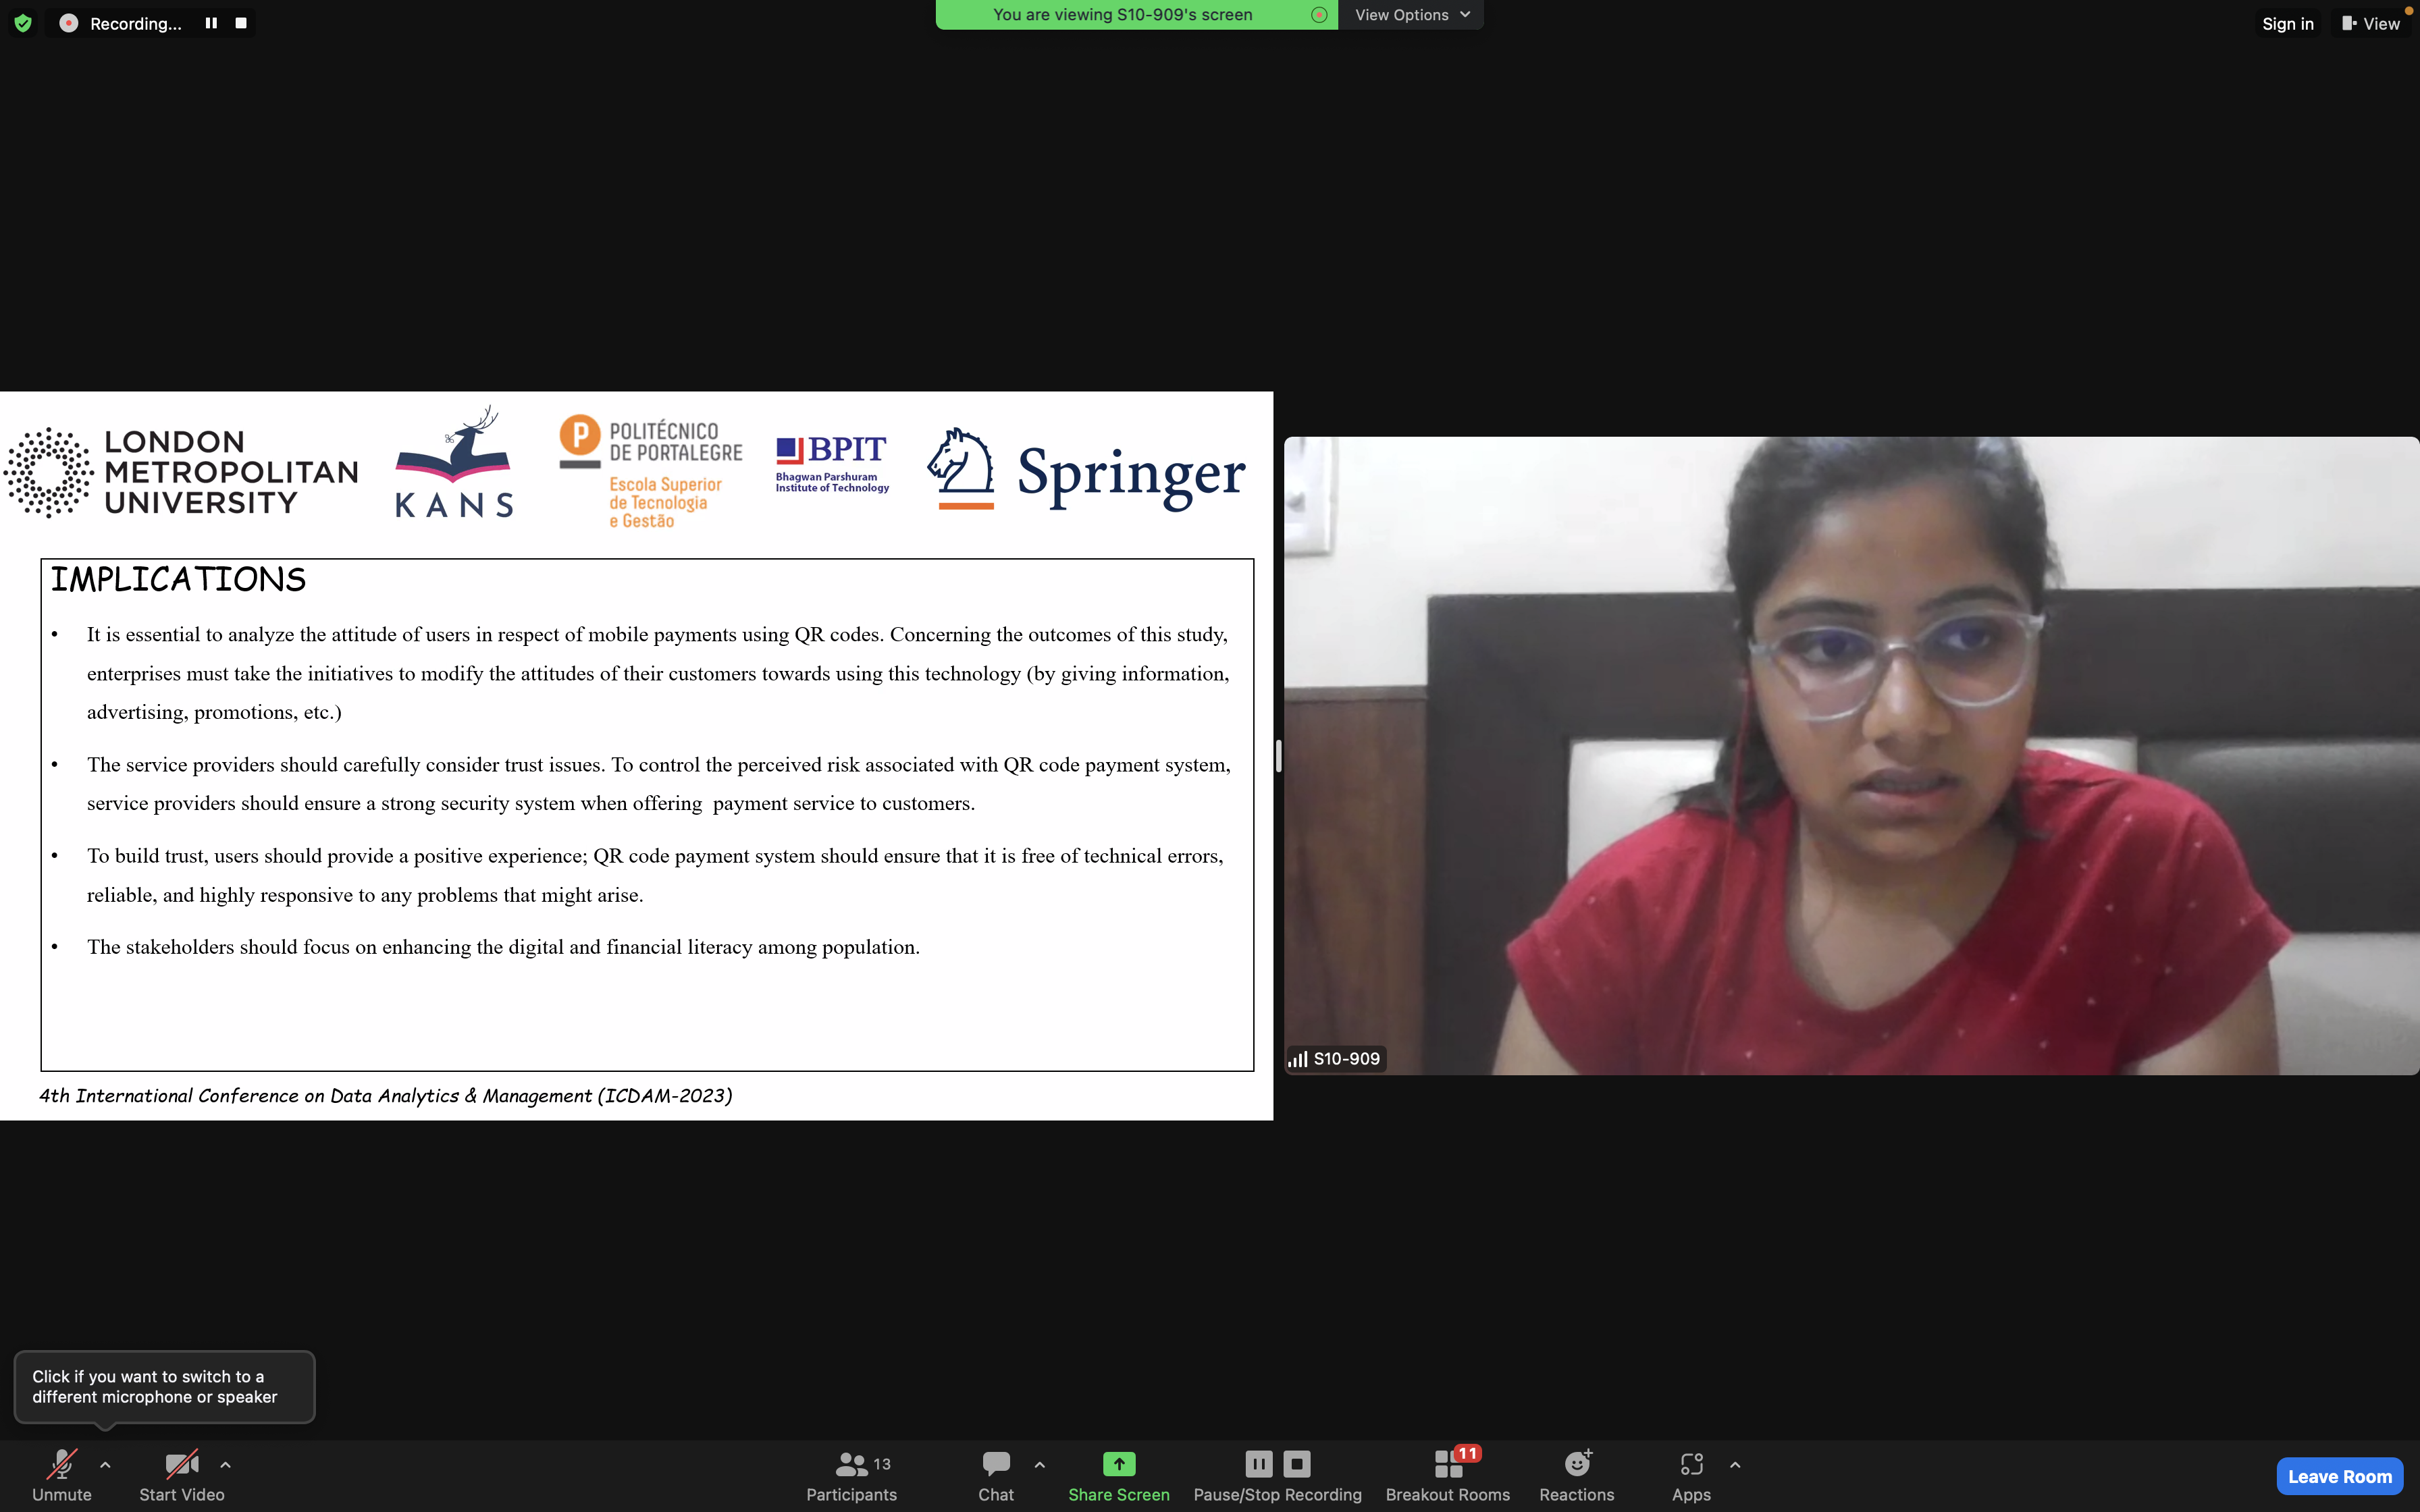 Recording...
You are viewing S10-909's screen
View Options
Sign in
View
LONDON
METROPOLITAN
UNIVERSITY
KANS
P
POLITÉCNICO
DE PORTALEGRE
Escola Superior
de Tecnologia
e Gestão
BPIT
Bhagwan Parshuram
Institute of Technology
Springer
IMPLICATIONS
• It is essential to analyze the attitude of users in respect of mobile payments using QR codes. Concerning the outcomes of this study,
enterprises must take the initiatives to modify the attitudes of their customers towards using this technology (by giving information,
advertising, promotions, etc.)
• The service providers should carefully consider trust issues. To control the perceived risk associated with QR code payment system,
service providers should ensure a strong security system when offering  payment service to customers.
• To build trust, users should provide a positive experience; QR code payment system should ensure that it is free of technical errors,
reliable, and highly responsive to any problems that might arise.
• The stakeholders should focus on enhancing the digital and financial literacy among population.
4th International Conference on Data Analytics & Management (ICDAM-2023)
S10-909
Click if you want to switch to a
different microphone or speaker
Unmute
Start Video
13
Participants
Chat
Share Screen
Pause/Stop Recording
11
Breakout Rooms
Reactions
Apps
Leave Room